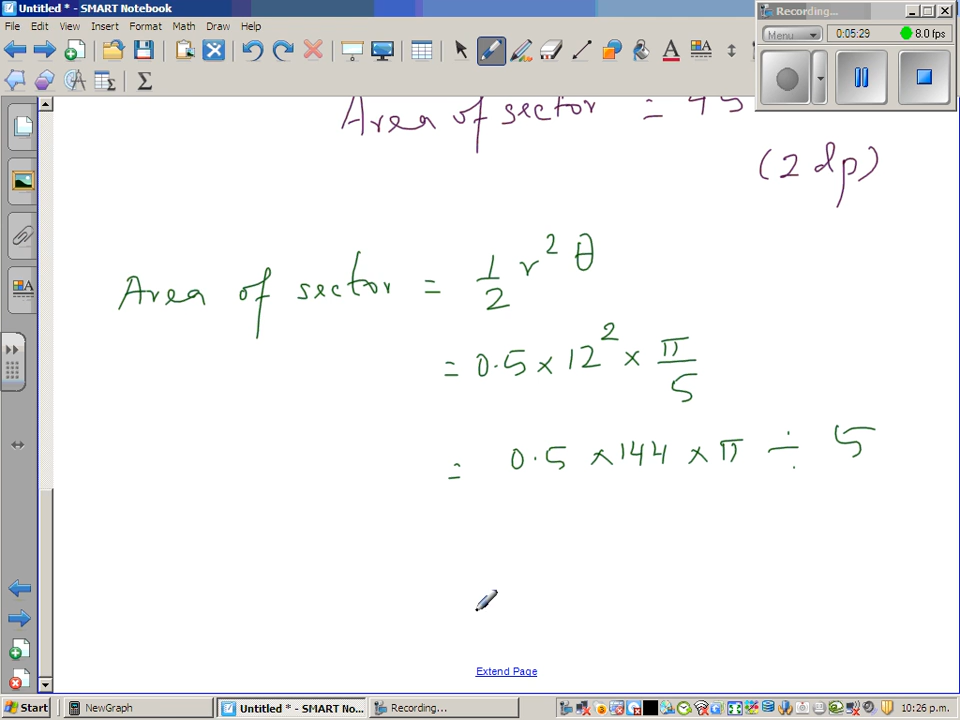 Untitled * - SMART Notebook
File Edit View Insert Format Math Draw Help
Recording...
Menu 0:05:29 8.0 fps
Area of sector = 45
(2 dp)
Area of sector = 1/2 r² θ
= 0.5 × 12² × π/5
= 0.5 × 144 × π ÷ 5
Extend Page
Start NewGraph Untitled * - SMART No... Recording... 10:26 p.m.